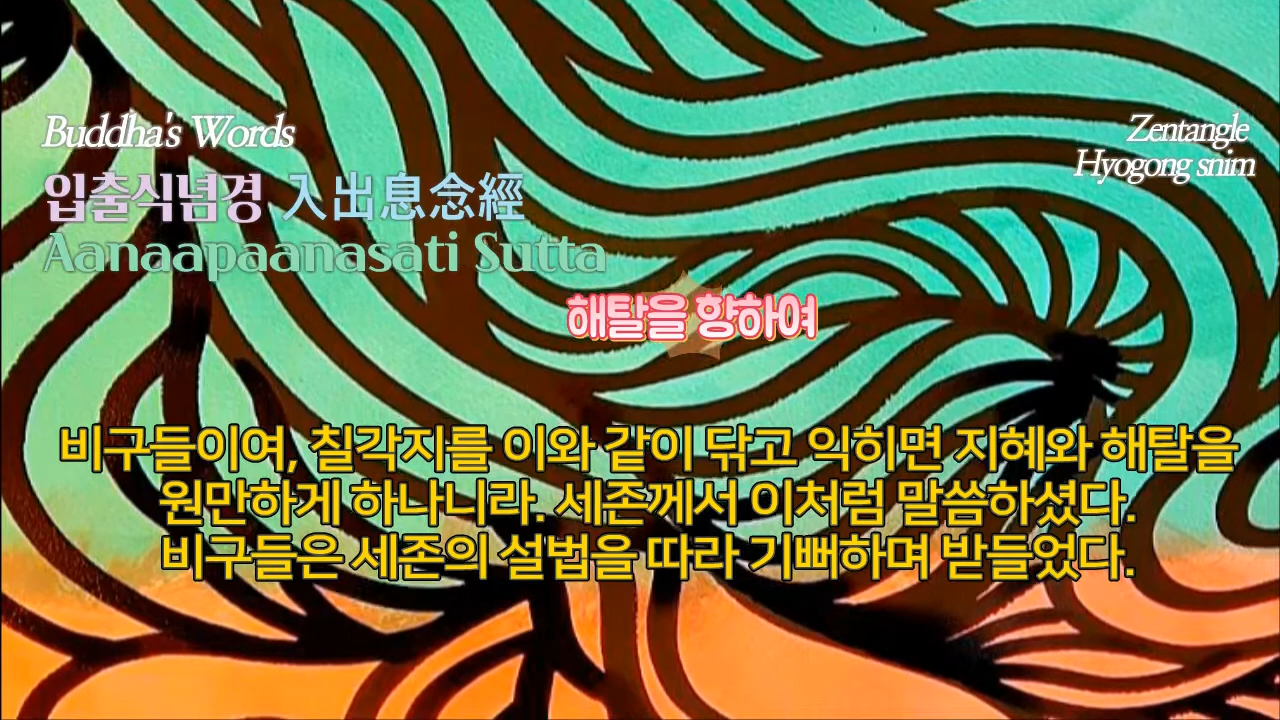 Buddha's Words
Zentangle
Hyogong snim
입출식념경 入出息念經
Aanaapaanasati Sutta
해탈을 향하여
비구들이여, 칠각지를 이와 같이 닦고 익히면 지혜와 해탈을
원만하게 하나니라. 세존께서 이처럼 말씀하셨다.
비구들은 세존의 설법을 따라 기뻐하며 받들었다.